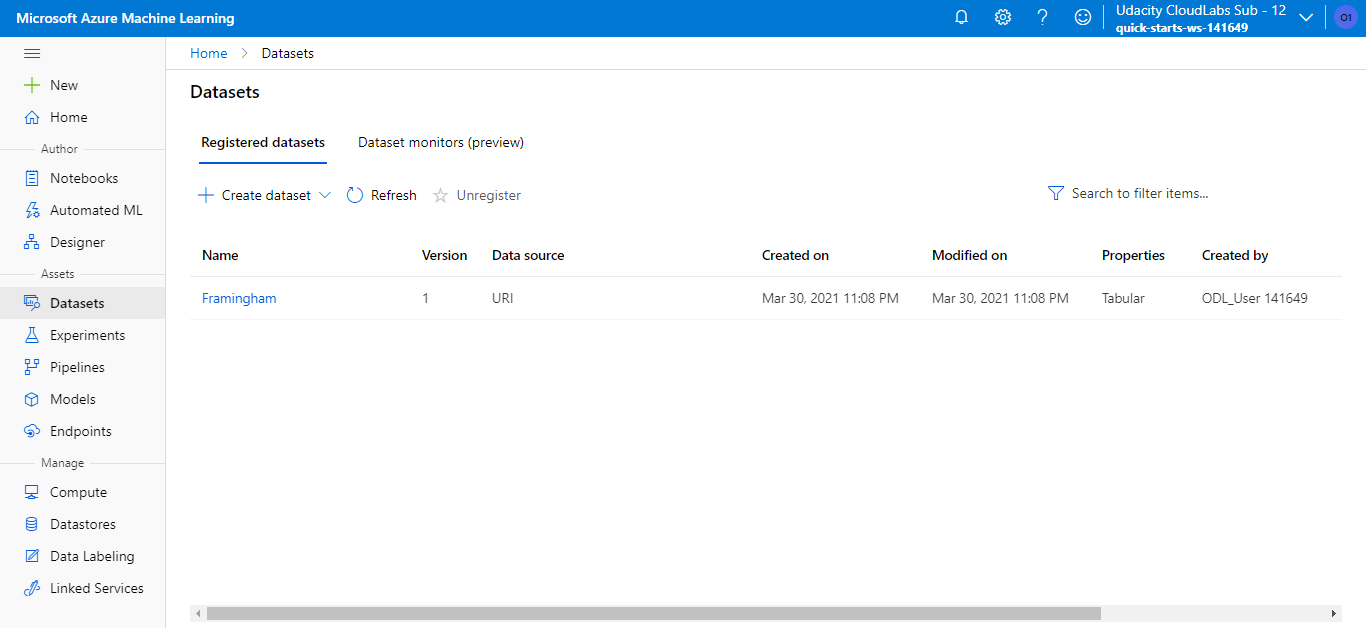 Microsoft Azure Machine Learning
Udacity CloudLabs Sub - 12
quick-starts-ws-141649
O1
New
Home
Author
Notebooks
Automated ML
Designer
Assets
Datasets
Experiments
Pipelines
Models
Endpoints
Manage
Compute
Datastores
Data Labeling
Linked Services
Home > Datasets
Datasets
Registered datasets Dataset monitors (preview)
Create dataset Refresh Unregister Search to filter items...
Name Version Data source Created on Modified on Properties Created by
Framingham 1 URI Mar 30, 2021 11:08 PM Mar 30, 2021 11:08 PM Tabular ODL_User 141649